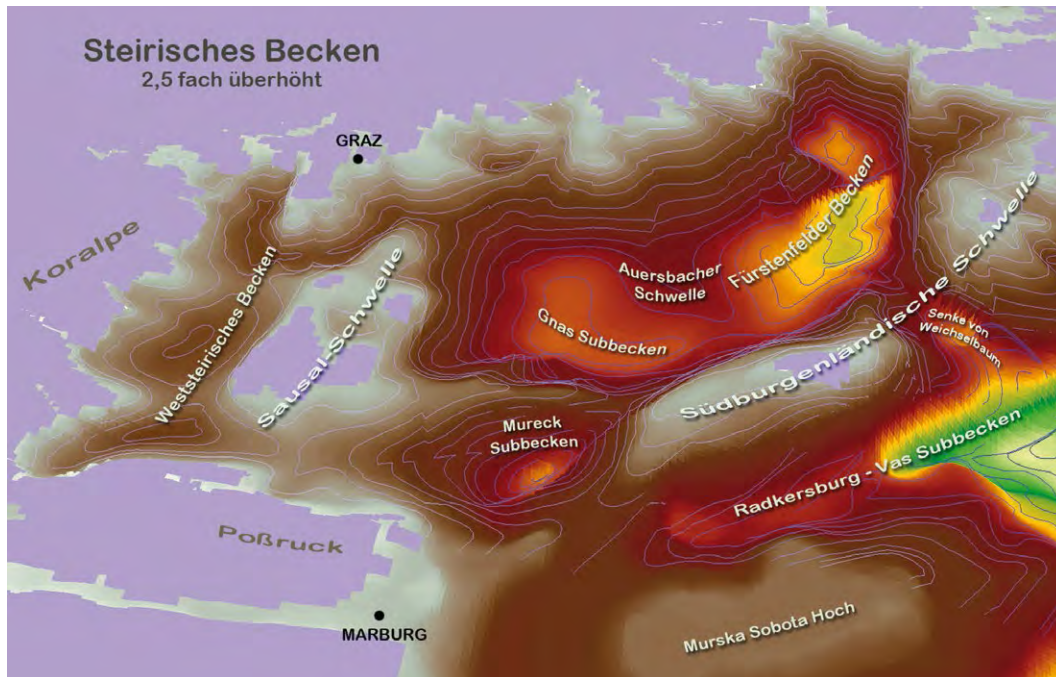 Steirisches Becken
2,5 fach überhöht
GRAZ
Koralpe
Weststeirisches Becken
Sausal-Schwelle
Auersbacher
Schwelle
Fürstenfelder Becken
Gnas Subbecken
Südburgenländische Schwelle
Senke von
Weichselbaum
Mureck
Subbecken
Radkersburg - Vas Subbecken
Poßruck
MARBURG
Murska Sobota Hoch